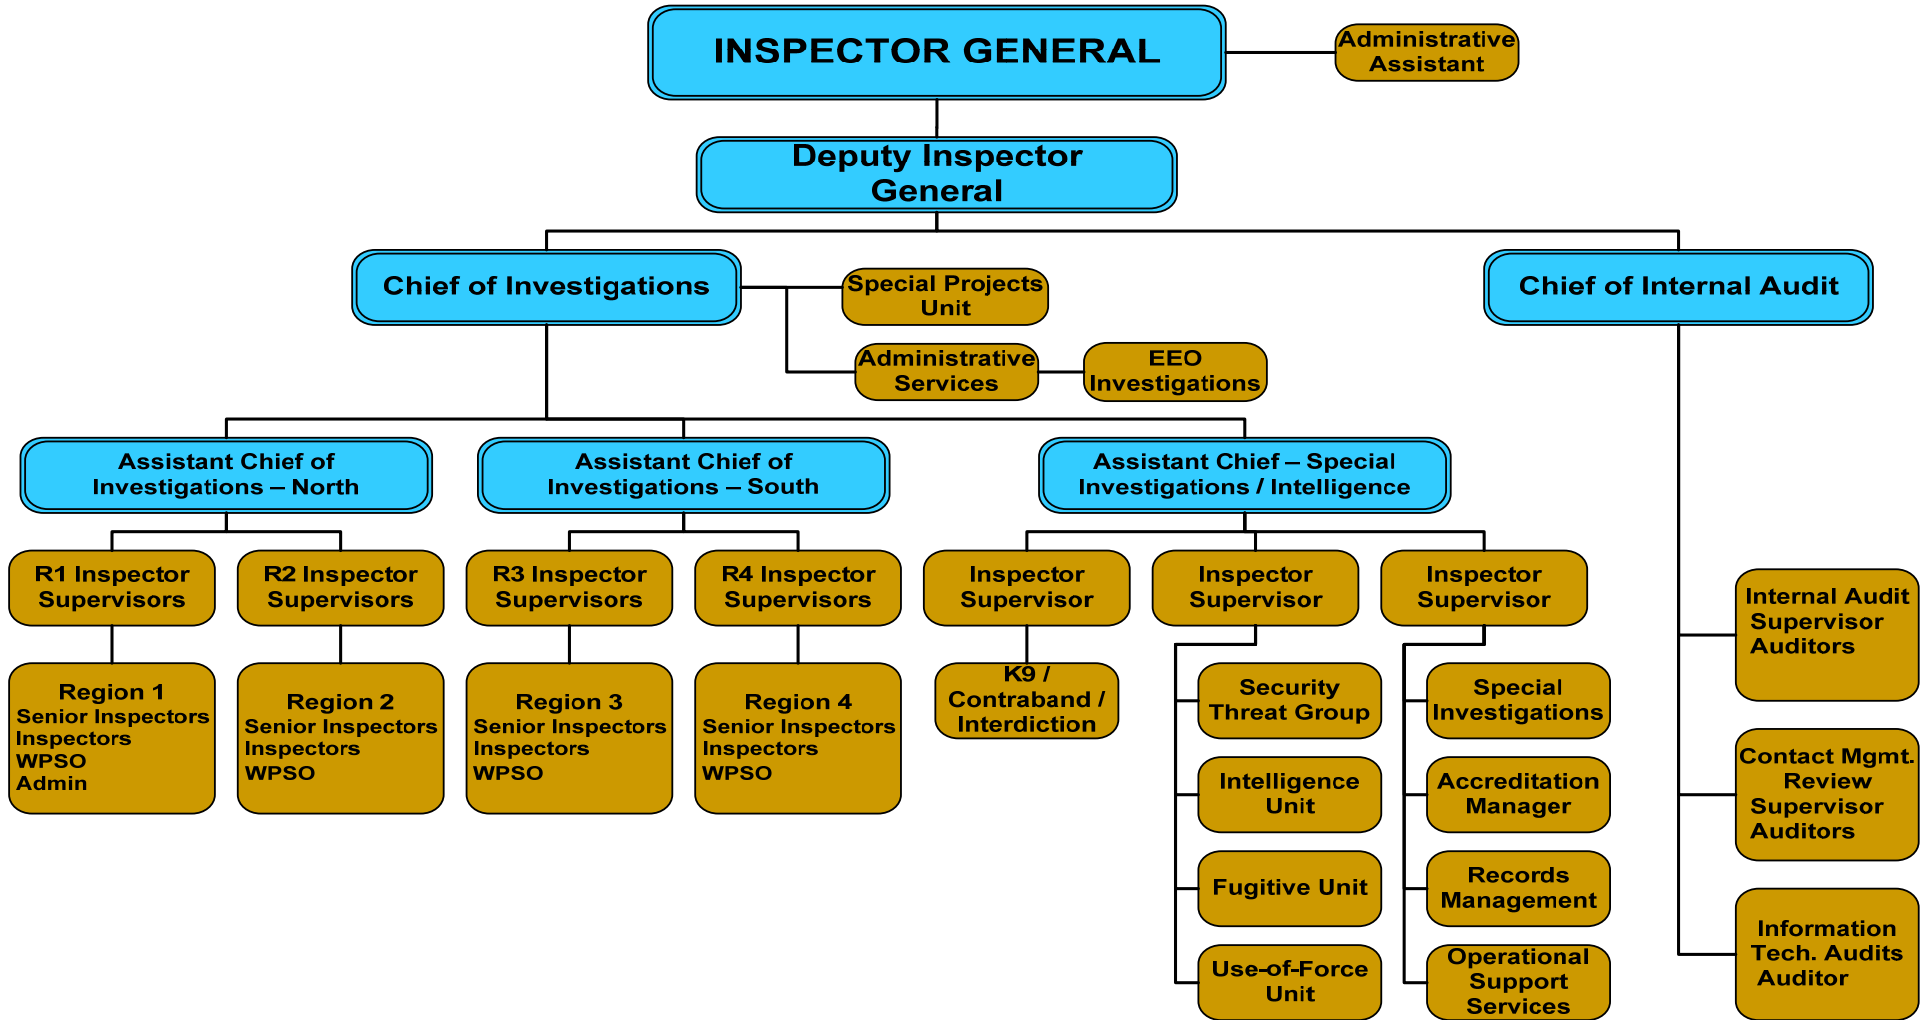 INSPECTOR GENERAL
Administrative
Assistant
Deputy Inspector
General
Chief of Investigations
Special Projects
Unit
Chief of Internal Audit
Administrative
Services
EEO
Investigations
Assistant Chief of
Investigations – North
Assistant Chief of
Investigations – South
Assistant Chief – Special
Investigations / Intelligence
R1 Inspector
Supervisors
R2 Inspector
Supervisors
R3 Inspector
Supervisors
R4 Inspector
Supervisors
Inspector
Supervisor
Inspector
Supervisor
Inspector
Supervisor
Region 1
Senior Inspectors
Inspectors
WPSO
Admin
Region 2
Senior Inspectors
Inspectors
WPSO
Region 3
Senior Inspectors
Inspectors
WPSO
Region 4
Senior Inspectors
Inspectors
WPSO
K9 /
Contraband /
Interdiction
Security
Threat Group
Intelligence
Unit
Fugitive Unit
Use-of-Force
Unit
Special
Investigations
Accreditation
Manager
Records
Management
Operational
Support
Services
Internal Audit
Supervisor
Auditors
Contact Mgmt.
Review
Supervisor
Auditors
Information
Tech. Audits
Auditor